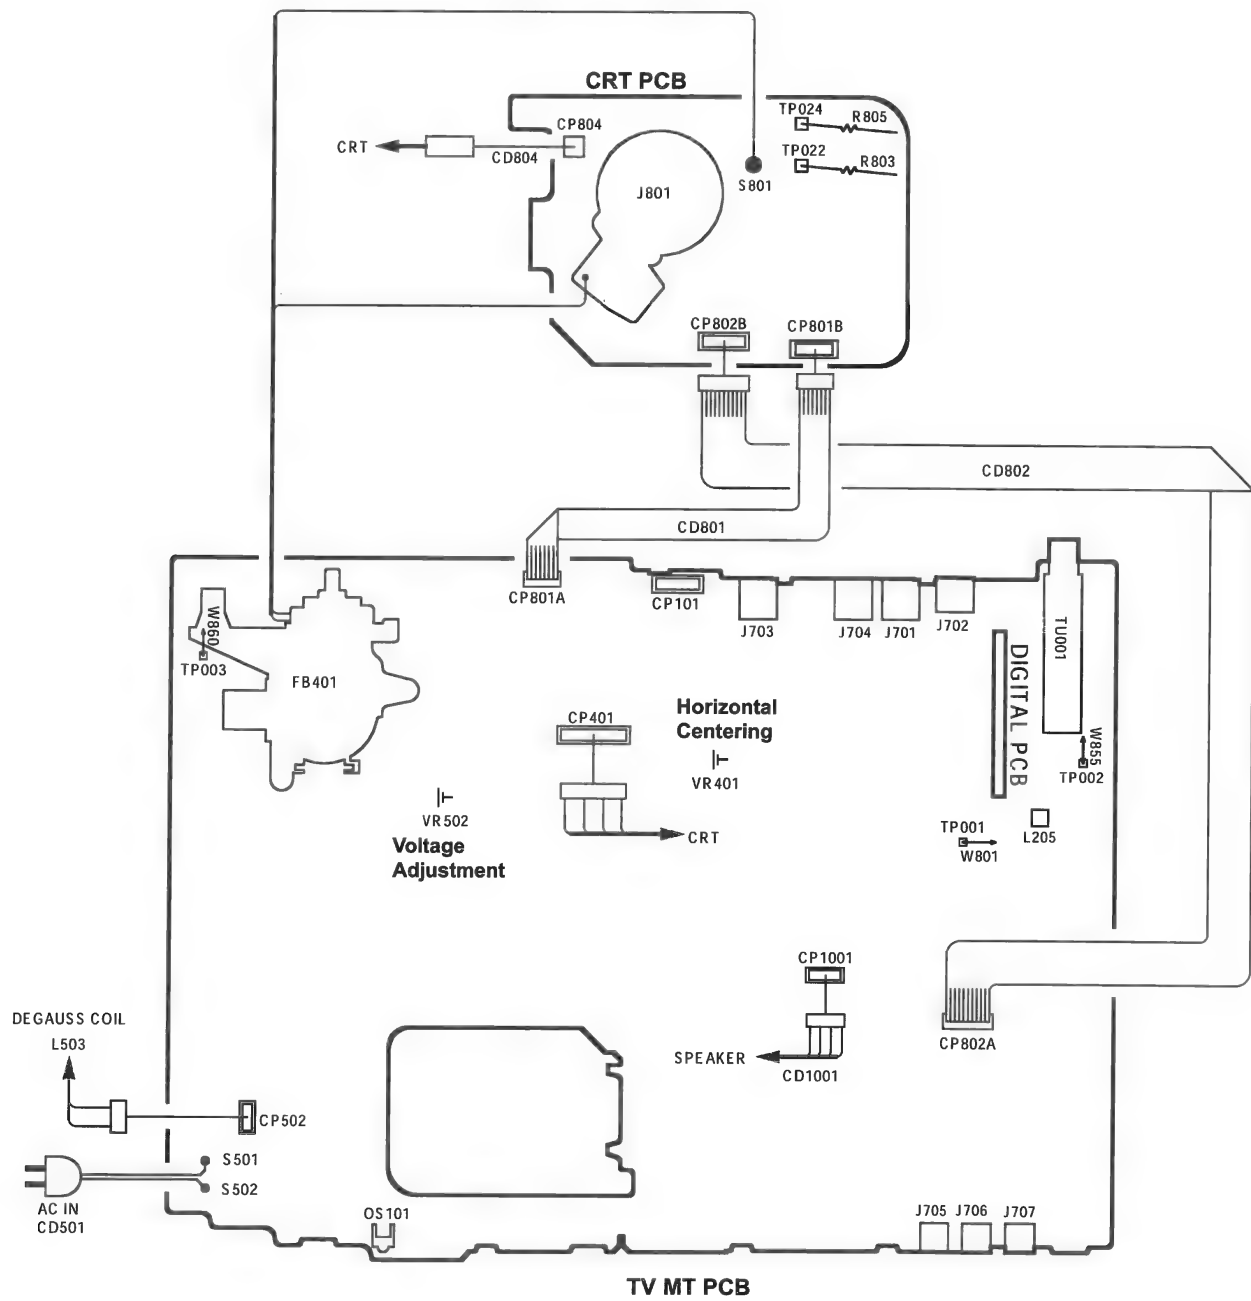 CRT PCB
TP024
R805
CP804
CRT
CD804
TP022
R803
S801
J801
CP802B
CP801B
CD802
CD801
CP801A
CP101
J703
J704
J701
J702
TU001
W860
TP003
FB401
DIGITAL PCB
CP401
Horizontal
Centering
VR401
W855
TP002
VR502
Voltage
Adjustment
CRT
TP001
W801
L205
CP1001
DEGAUSS COIL
L503
SPEAKER
CD1001
CP802A
CP502
S501
S502
AC IN
CD501
OS101
J705
J706
J707
TV MT PCB